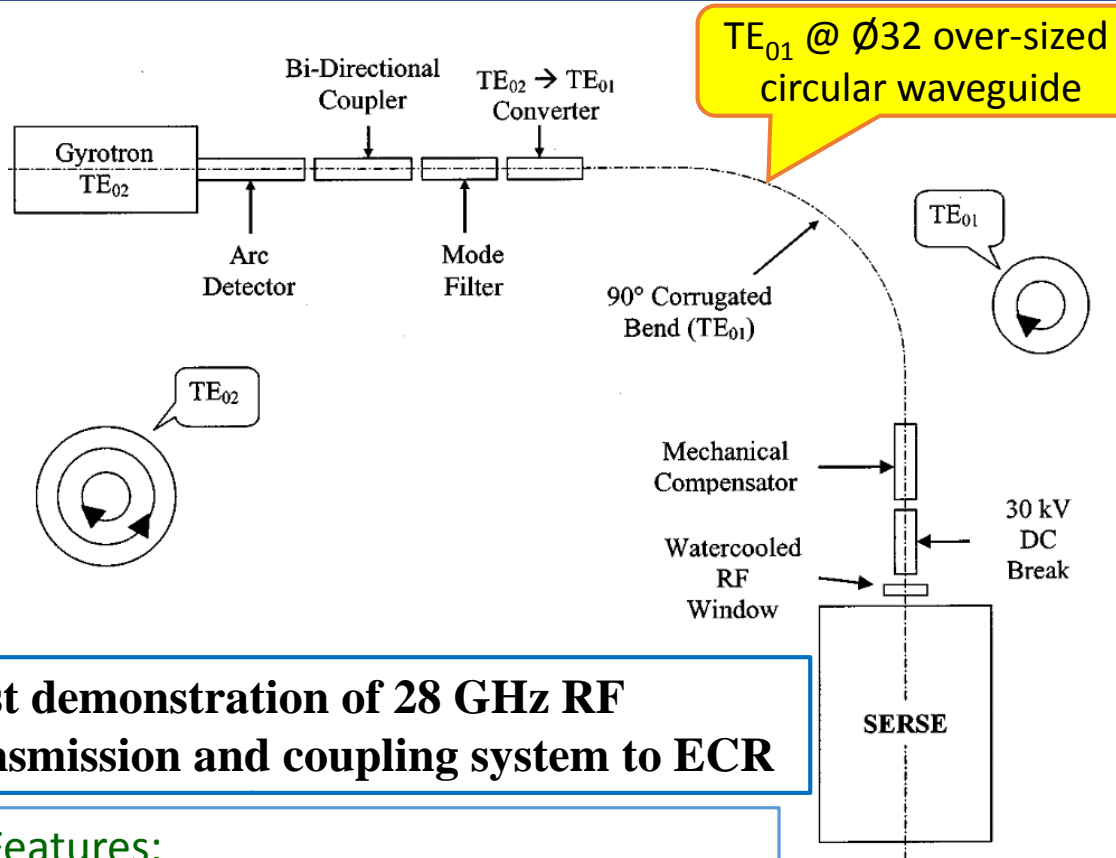 TE₀₁ @ Ø32 over-sized
circular waveguide
Bi-Directional
Coupler
TE₀₂ → TE₀₁
Converter
Gyrotron
TE₀₂
Arc
Detector
Mode
Filter
90° Corrugated
Bend (TE₀₁)
TE₀₁
TE₀₂
Mechanical
Compensator
30 kV
DC
Break
Watercooled
RF
Window
SERSE
st demonstration of 28 GHz RF
nsmission and coupling system to ECR
Features: